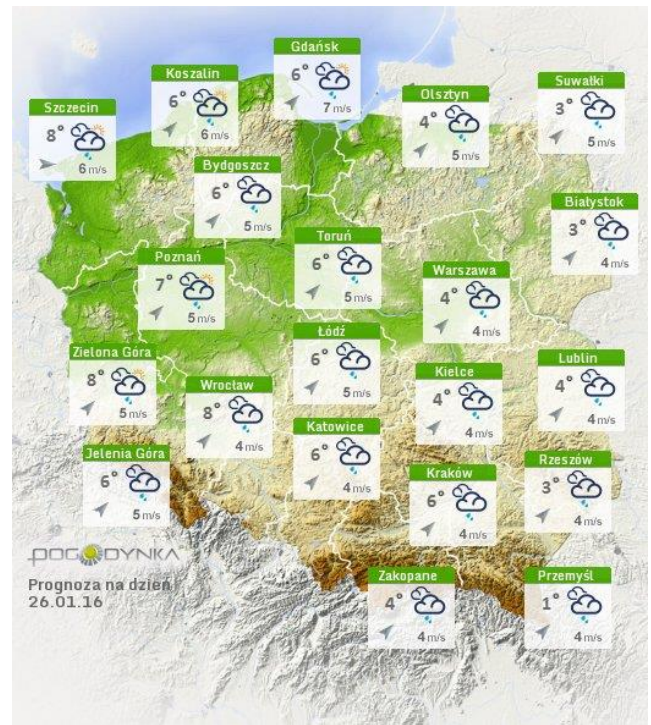 Gdańsk
6°
7 m/s
Koszalin
6°
6 m/s
Suwałki
3°
5 m/s
Olsztyn
4°
5 m/s
Szczecin
8°
6 m/s
Bydgoszcz
6°
5 m/s
Białystok
3°
4 m/s
Toruń
6°
5 m/s
Poznań
7°
5 m/s
Warszawa
4°
4 m/s
Łódź
6°
5 m/s
Zielona Góra
8°
5 m/s
Lublin
4°
4 m/s
Kielce
4°
4 m/s
Wrocław
8°
4 m/s
Katowice
6°
4 m/s
Jelenia Góra
6°
5 m/s
Rzeszów
3°
4 m/s
Kraków
6°
4 m/s
POGODYNKA
Prognoza na dzień
26.01.16
Zakopane
4°
4 m/s
Przemyśl
1°
4 m/s